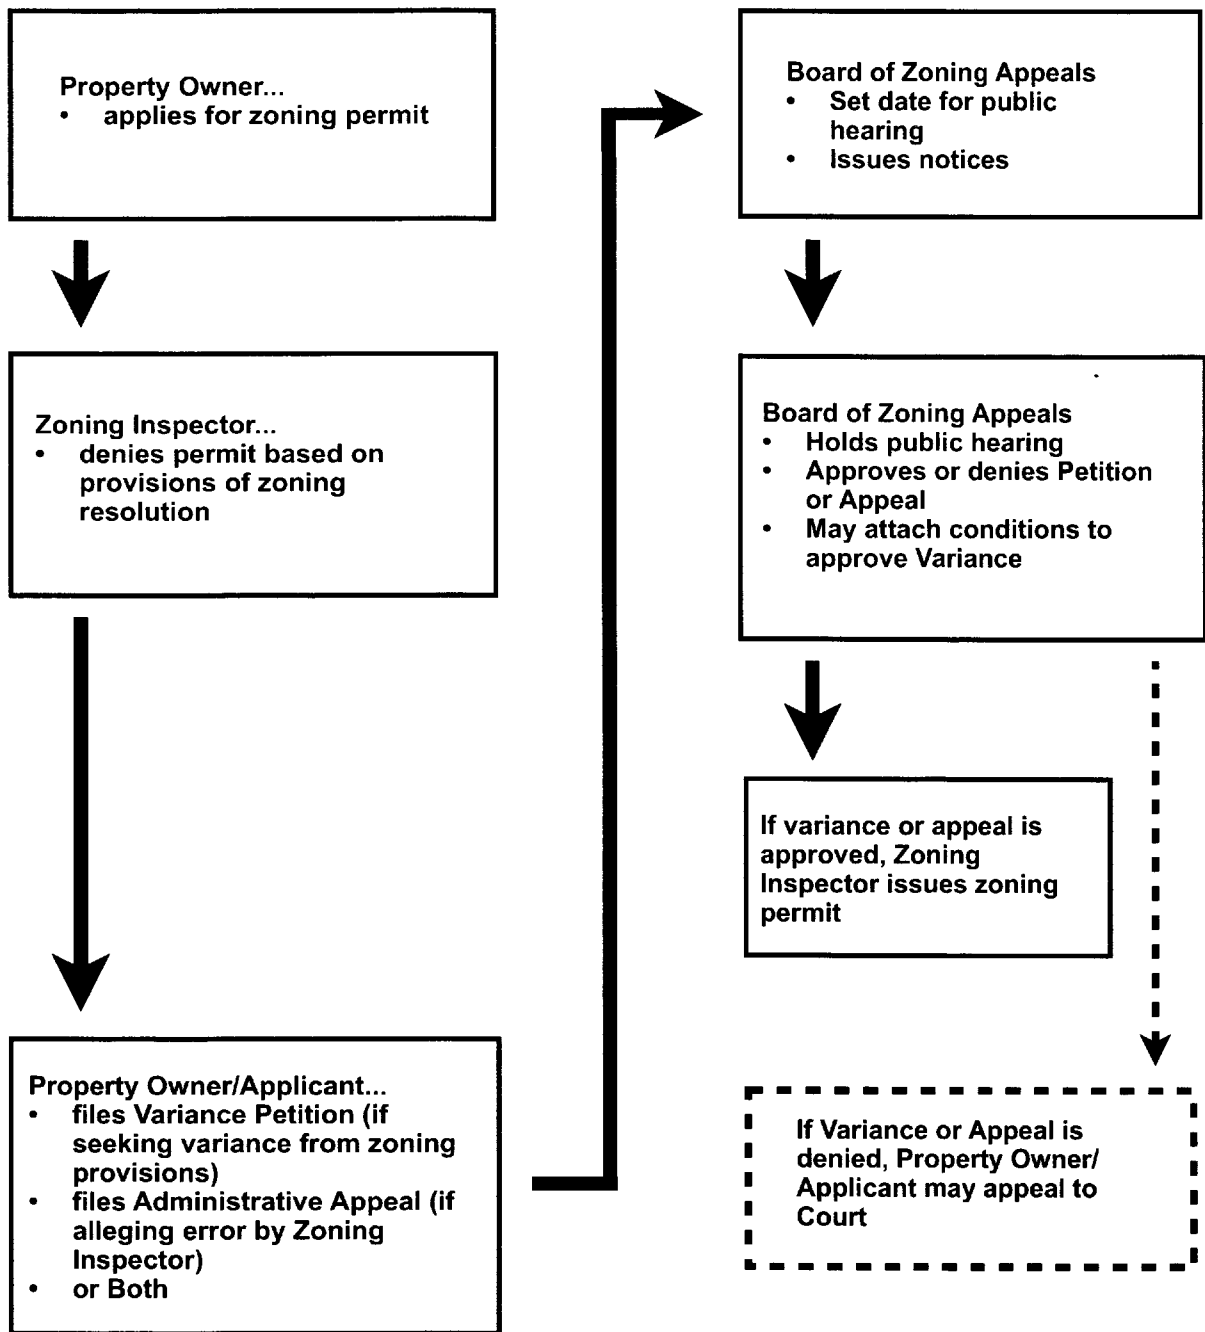 Property Owner...
• applies for zoning permit
Zoning Inspector...
• denies permit based on
provisions of zoning
resolution
Property Owner/Applicant...
• files Variance Petition (if
seeking variance from zoning
provisions)
• files Administrative Appeal (if
alleging error by Zoning
Inspector)
• or Both
Board of Zoning Appeals
• Set date for public
hearing
• Issues notices
Board of Zoning Appeals
• Holds public hearing
• Approves or denies Petition
or Appeal
• May attach conditions to
approve Variance
If variance or appeal is
approved, Zoning
Inspector issues zoning
permit
If Variance or Appeal is
denied, Property Owner/
Applicant may appeal to
Court